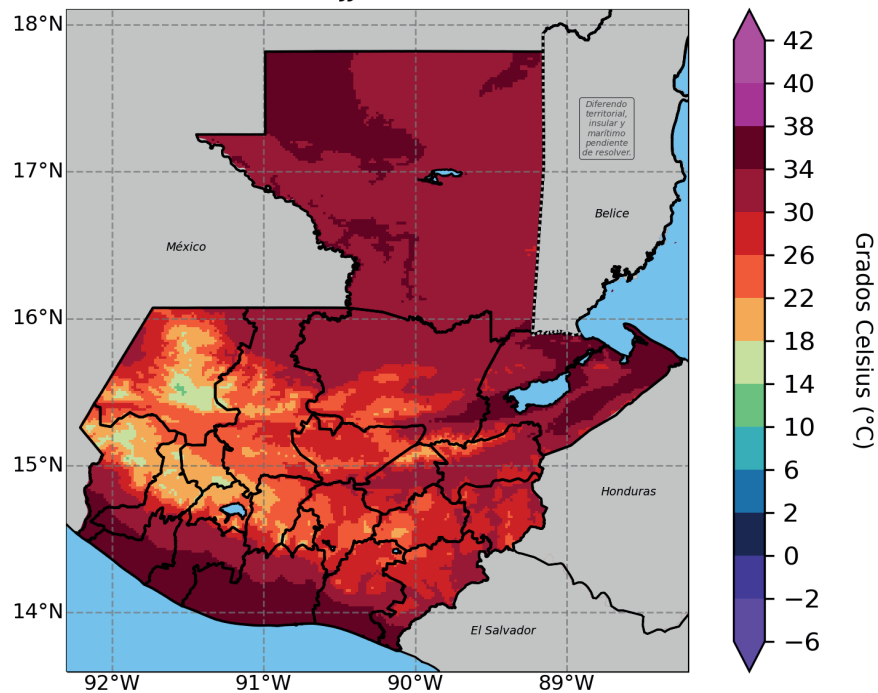 18°N
17°N
16°N
15°N
14°N
92°W
91°W
90°W
89°W
Diferendo
territorial,
insular y
marítimo
pendiente
de resolver.
Belice
México
Honduras
El Salvador
42
40
38
34
30
26
22
18
14
10
6
2
0
−2
−6
Grados Celsius (°C)